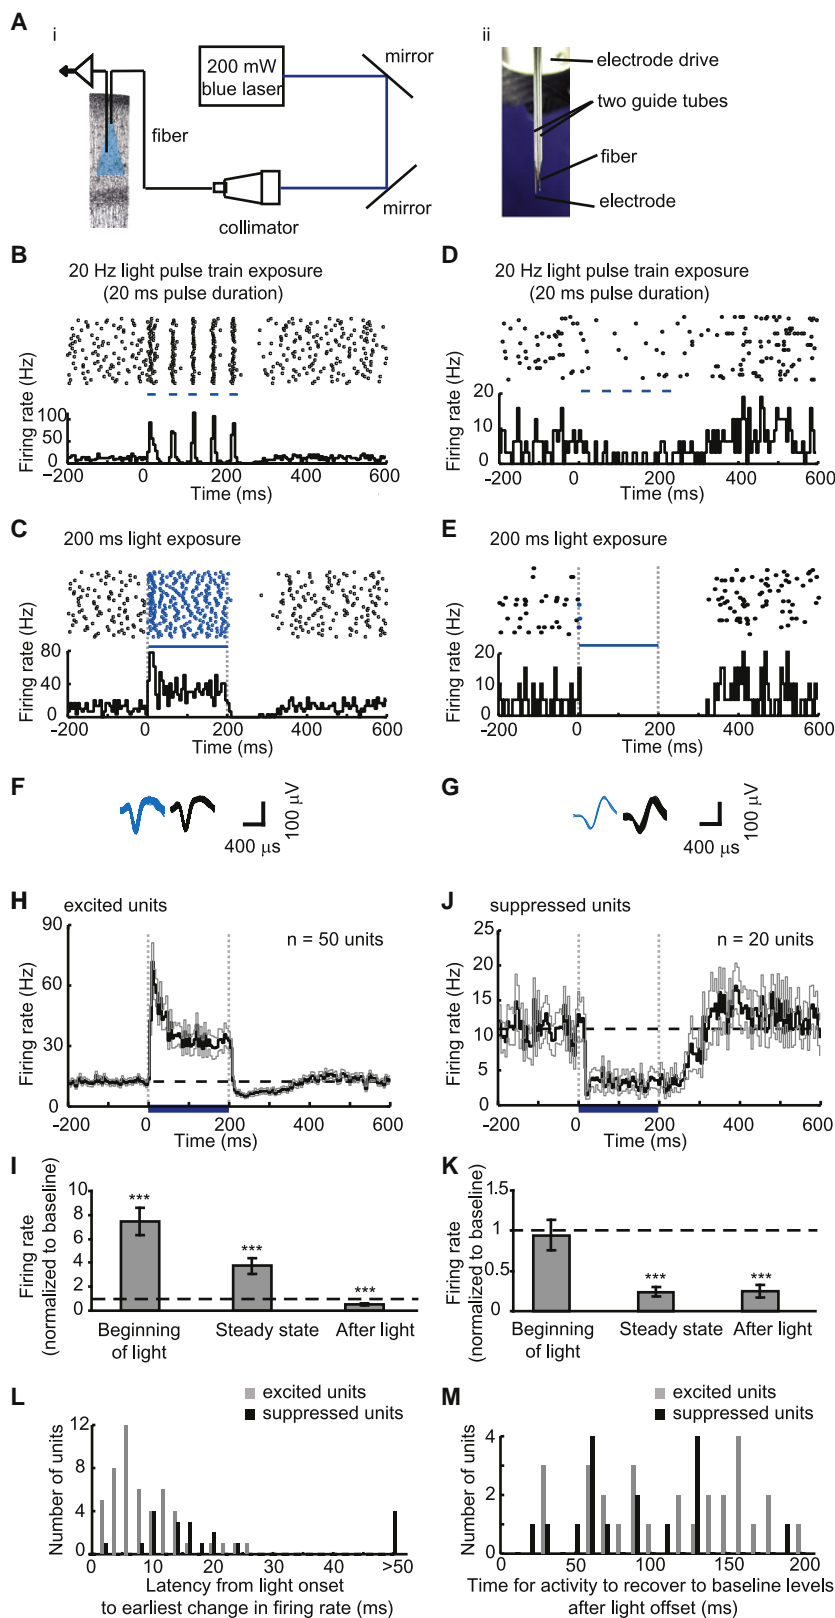 A
i
200 mW
blue laser
mirror
fiber
mirror
collimator
ii
electrode drive
two guide tubes
fiber
electrode
B
20 Hz light pulse train exposure
(20 ms pulse duration)
Firing rate (Hz)
100
50
0
-200 0 200 400 600
Time (ms)
C
200 ms light exposure
Firing rate (Hz)
80
40
0
-200 0 200 400 600
Time (ms)
D
20 Hz light pulse train exposure
(20 ms pulse duration)
Firing rate (Hz)
20
10
0
-200 0 200 400 600
Time (ms)
E
200 ms light exposure
Firing rate (Hz)
20
10
0
-200 0 200 400 600
Time (ms)
F
100 µV
400 µs
G
100 µV
400 µs
H
excited units
n = 50 units
Firing rate (Hz)
90
60
30
0
-200 0 200 400 600
Time (ms)
J
suppressed units
n = 20 units
Firing rate (Hz)
25
20
15
10
5
0
-200 0 200 400 600
Time (ms)
I
Firing rate
(normalized to baseline)
10
8
6
4
2
0
***
***
***
Beginning
of light
Steady state
After light
K
Firing rate
(normalized to baseline)
1.5
1
0.5
0
***
***
Beginning
of light
Steady state
After light
L
excited units
suppressed units
Number of units
12
8
4
0
0 10 20 30 40 >50
Latency from light onset
to earliest change in firing rate (ms)
M
excited units
suppressed units
Number of units
4
2
0
0 50 100 150 200
Time for activity to recover to baseline levels
after light offset (ms)